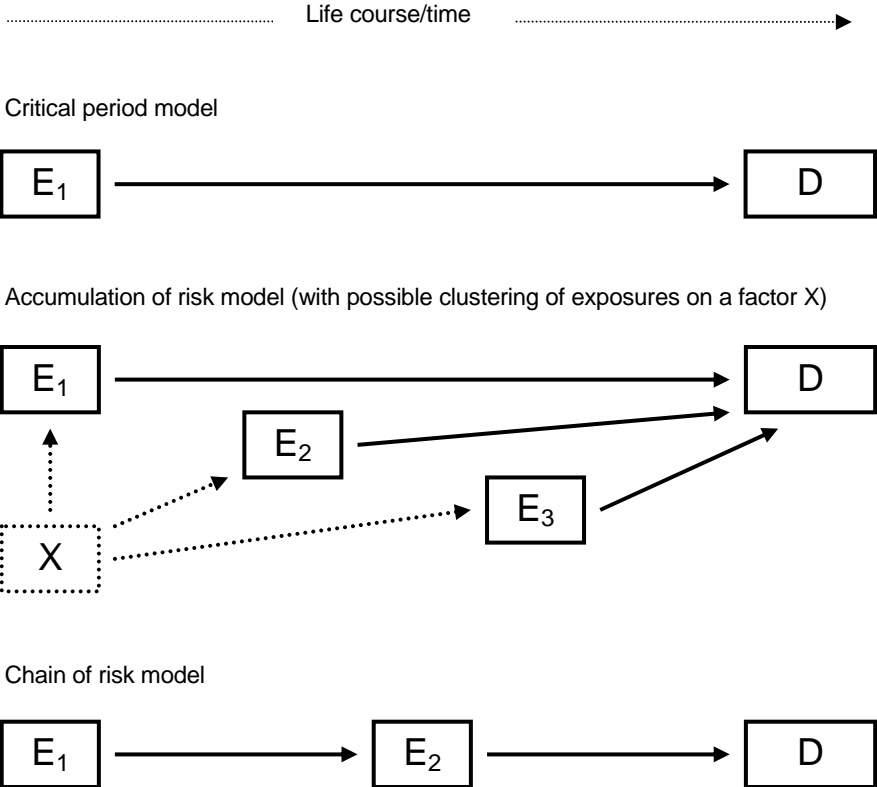 Life course/time
Critical period model
E₁ D
Accumulation of risk model (with possible clustering of exposures on a factor X)
E₁ D
E₂
E₃
X
Chain of risk model
E₁ E₂ D